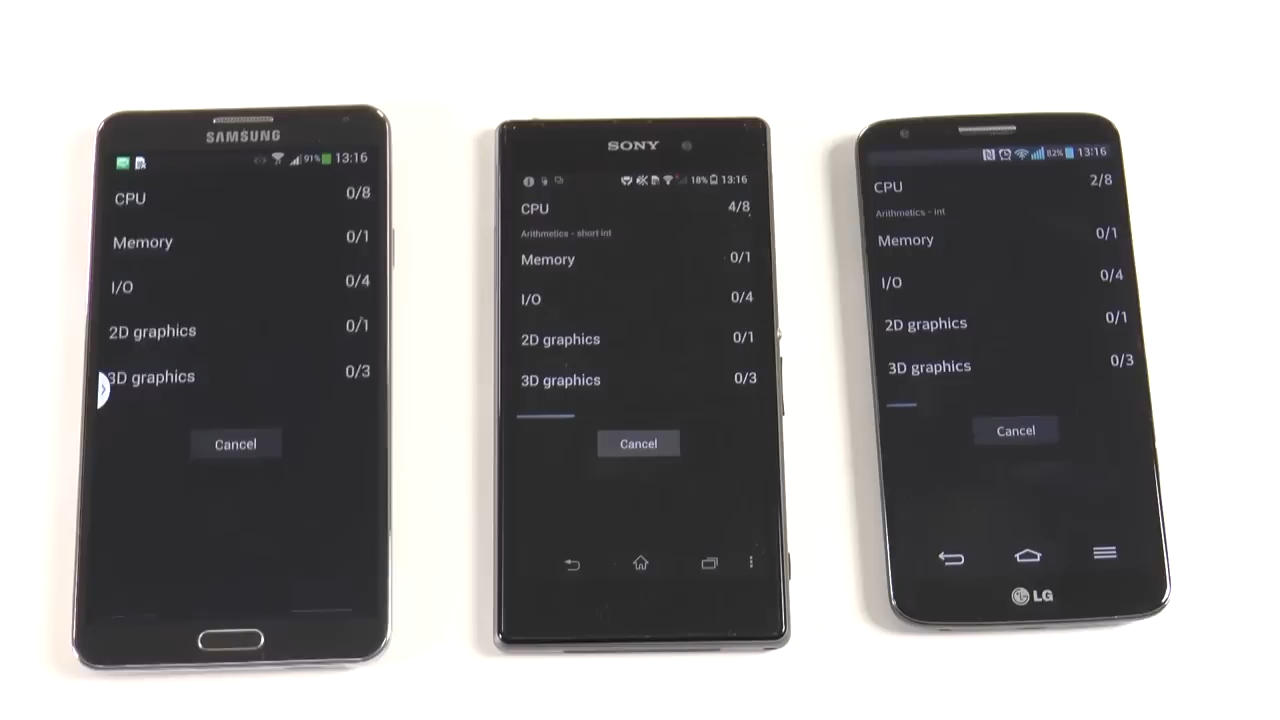 SAMSUNG
91% 13:16
CPU 0/8
Memory 0/1
I/O 0/4
2D graphics 0/1
3D graphics 0/3
Cancel
SONY
18% 13:16
CPU 4/8
Arithmetics - short int
Memory 0/1
I/O 0/4
2D graphics 0/1
3D graphics 0/3
Cancel
82% 13:16
CPU 2/8
Arithmetics - int
Memory 0/1
I/O 0/4
2D graphics 0/1
3D graphics 0/3
Cancel
LG